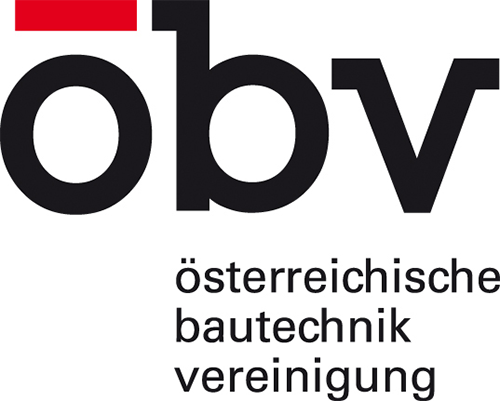 öbv
österreichische
bautechnik
vereinigung